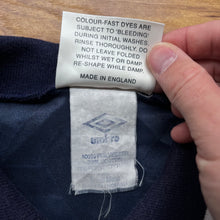 COLOUR-FAST DYES ARE
SUBJECT TO 'BLEEDING'
DURING INITIAL WASHES.
RINSE THOROUGHLY. DO
NOT LEAVE FOLDED
WHILST WET OR DAMP.
RE-SHAPE WHILE DAMP.
MADE IN ENGLAND
umbro